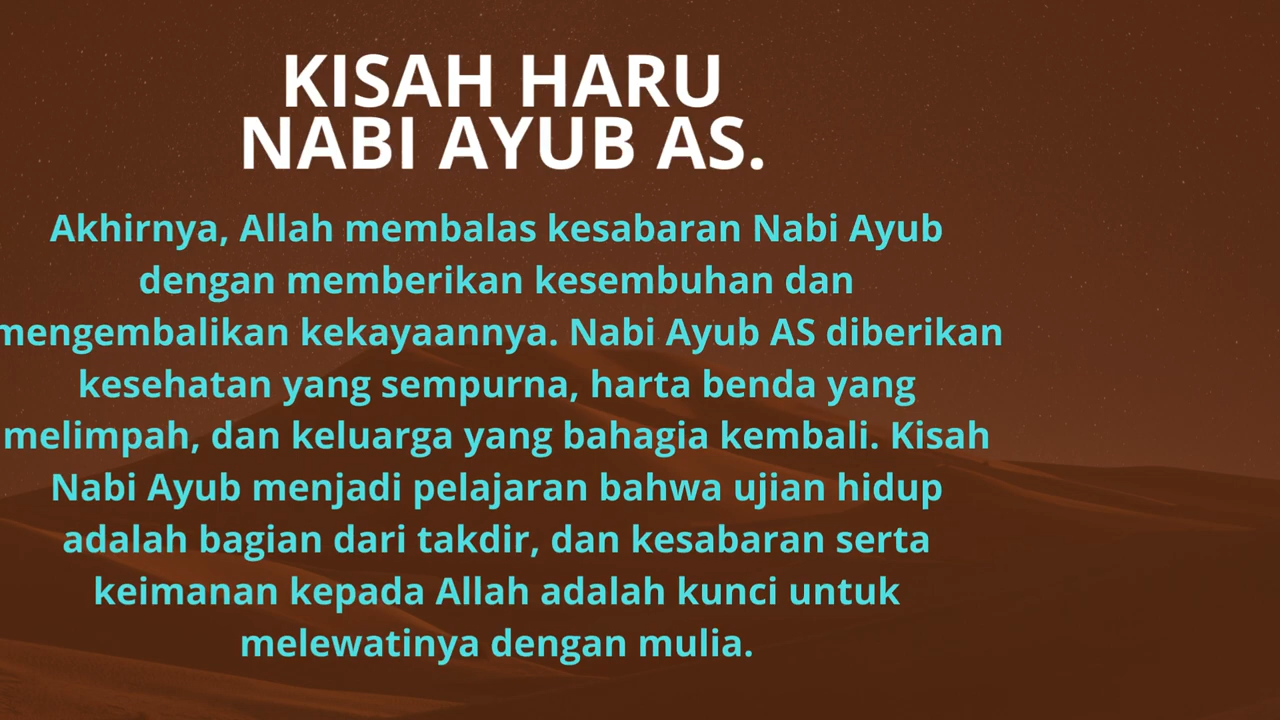 KISAH HARU
NABI AYUB AS.
Akhirnya, Allah membalas kesabaran Nabi Ayub
dengan memberikan kesembuhan dan
mengembalikan kekayaannya. Nabi Ayub AS diberikan
kesehatan yang sempurna, harta benda yang
melimpah, dan keluarga yang bahagia kembali. Kisah
Nabi Ayub menjadi pelajaran bahwa ujian hidup
adalah bagian dari takdir, dan kesabaran serta
keimanan kepada Allah adalah kunci untuk
melewatinya dengan mulia.